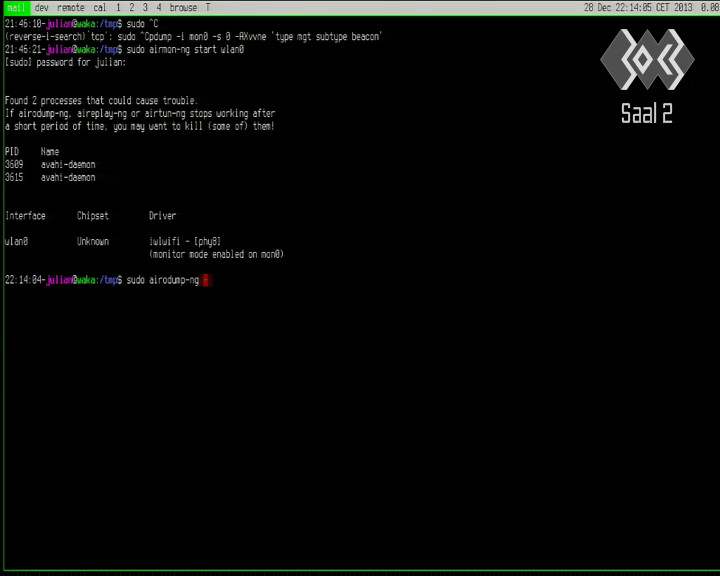 mail dev remote cal 1 2 3 4 browse T 28 Dec 22:14:05 CET 2013 0.08
21:46:10-julian@waka:/tmp$ sudo ^C
(reverse-i-search)`tcp': sudo ^Cpdump -i mon0 -s 0 -AXvvne 'type mgt subtype beacon'
21:46:21-julian@waka:/tmp$ sudo airmon-ng start wlan0
[sudo] password for julian:
Found 2 processes that could cause trouble.
If airodump-ng, aireplay-ng or airtun-ng stops working after
a short period of time, you may want to kill (some of) them!
PID Name
3609 avahi-daemon
3615 avahi-daemon
Interface Chipset Driver
wlan0 Unknown iwlwifi - [phy0]
(monitor mode enabled on mon0)
22:14:04-julian@waka:/tmp$ sudo airodump-ng
Saal 2